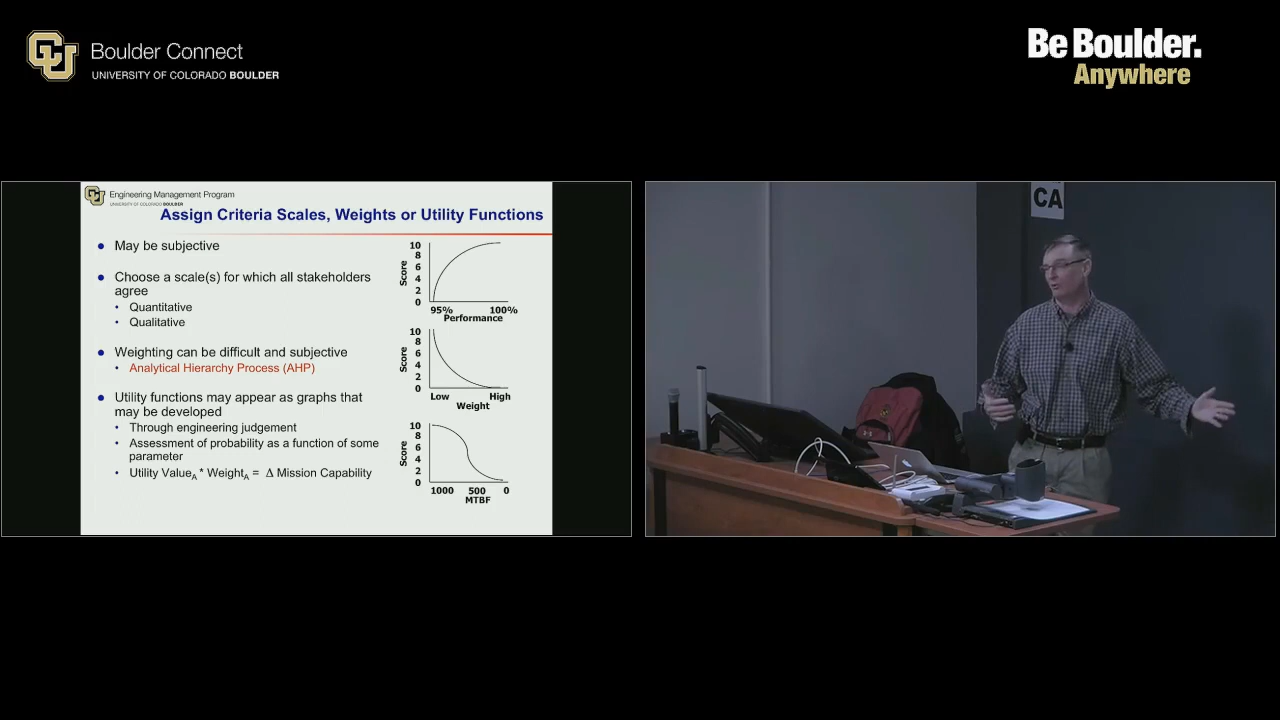 Boulder Connect
UNIVERSITY OF COLORADO BOULDER
Be Boulder.
Anywhere
Engineering Management Program
UNIVERSITY OF COLORADO BOULDER
Assign Criteria Scales, Weights or Utility Functions
• May be subjective
• Choose a scale(s) for which all stakeholders
agree
• Quantitative
• Qualitative
• Weighting can be difficult and subjective
• Analytical Hierarchy Process (AHP)
• Utility functions may appear as graphs that
may be developed
• Through engineering judgement
• Assessment of probability as a function of some
parameter
• Utility ValueA * WeightA = Δ Mission Capability
10
8
6
4
2
0
Score
95% 100%
Performance
10
8
6
4
2
0
Score
Low High
Weight
10
8
6
4
2
0
Score
1000 500 0
MTBF
CA